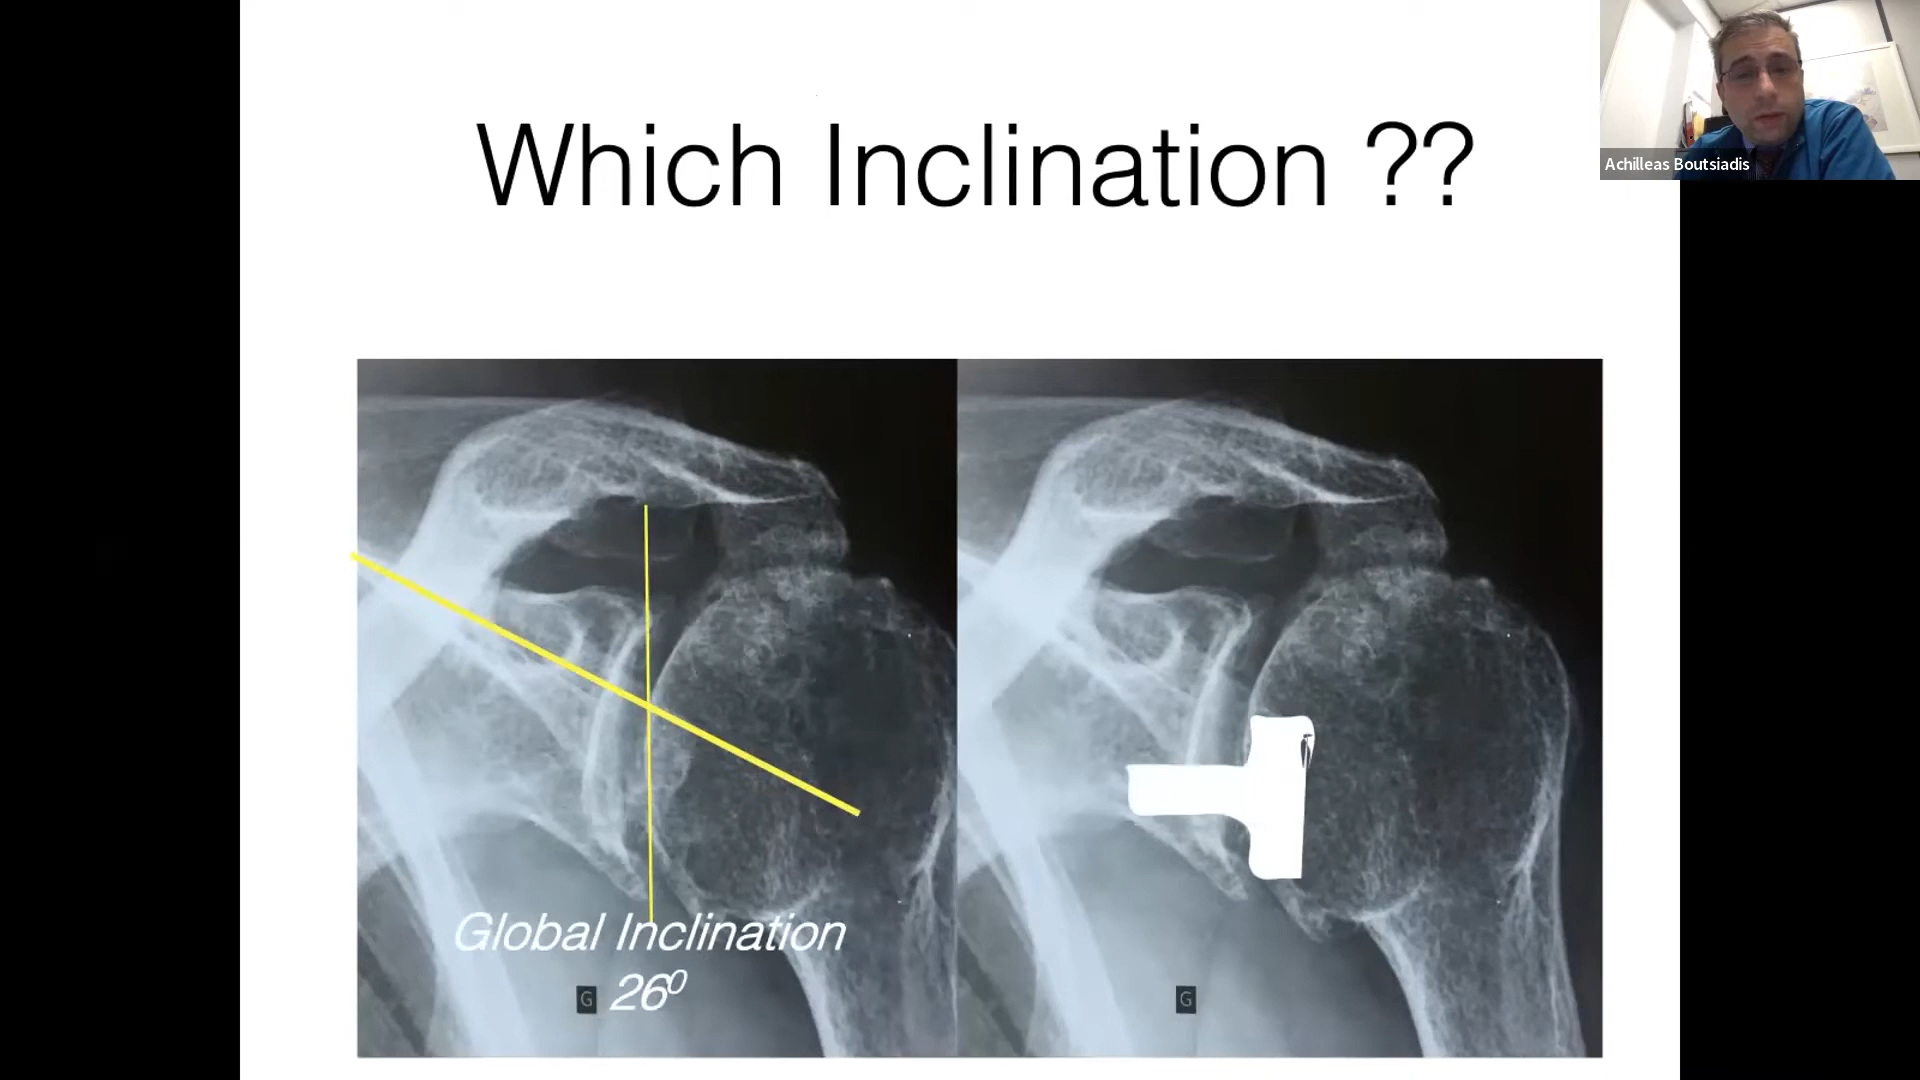 Which Inclination ??
Achilleas Boutsiadis
Global Inclination
26⁰
G
G